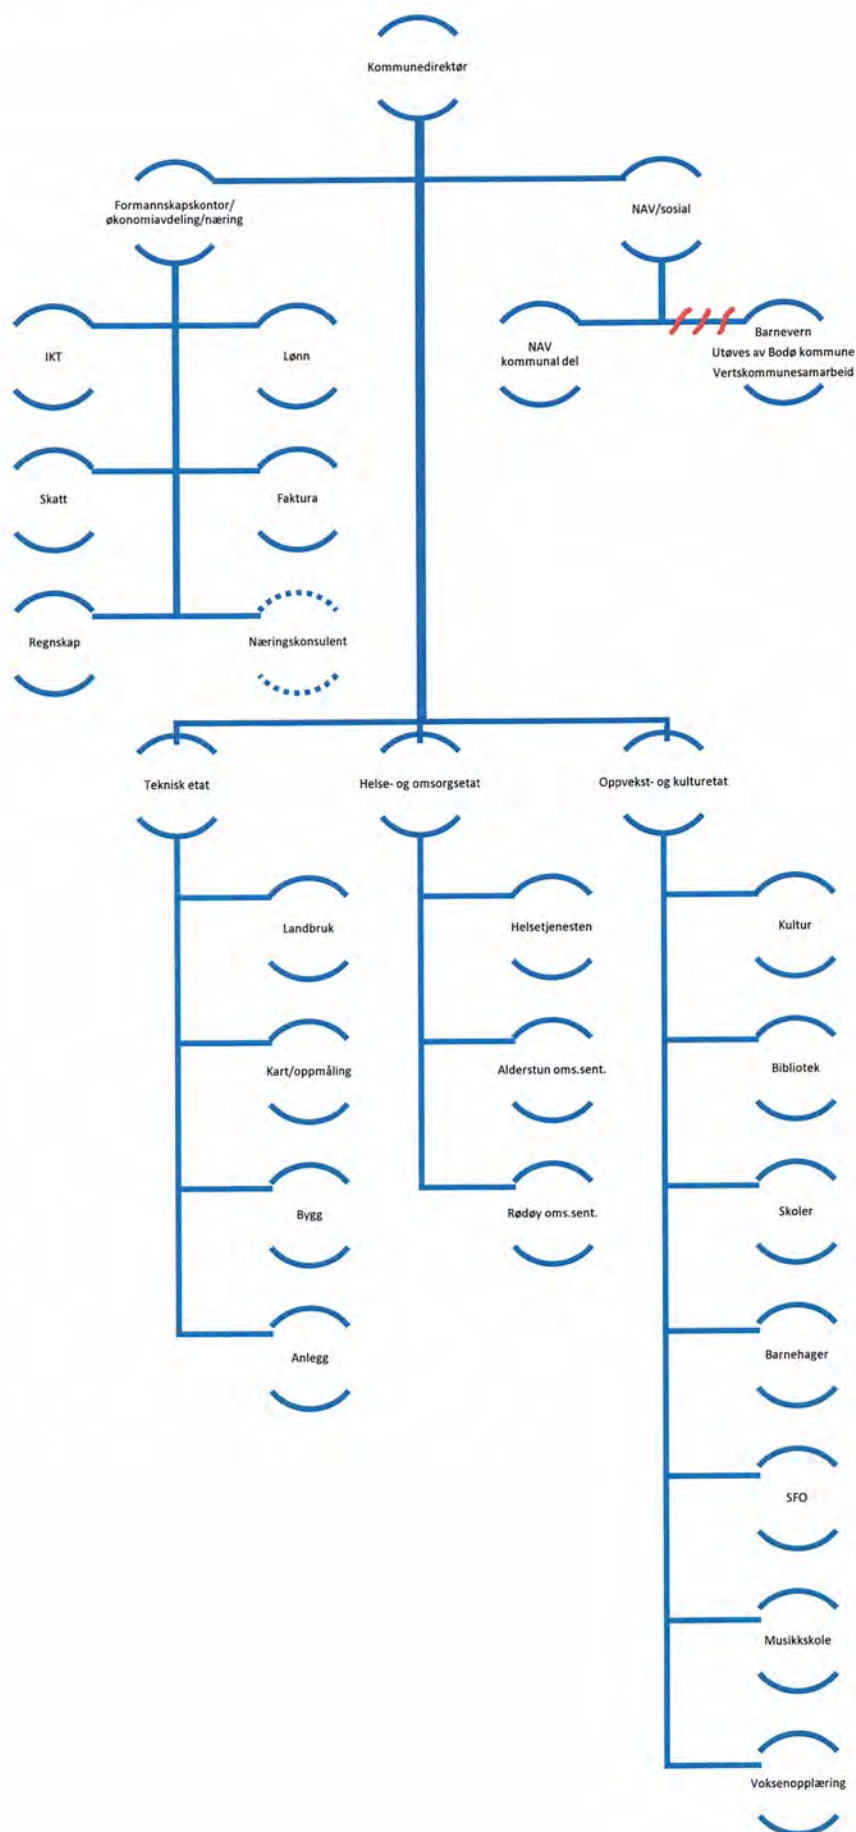 Kommunedirektør
Formannskapskontor/
økonomiavdeling/næring
NAV/sosial
IKT
Lønn
NAV
kommunal del
Barnevern
Utøves av Bodø kommune
Vertskommunesamarbeid
Skatt
Faktura
Regnskap
Næringskonsulent
Teknisk etat
Helse- og omsorgsetat
Oppvekst- og kulturetat
Landbruk
Helsetjenesten
Kultur
Kart/oppmåling
Alderstun oms.sent.
Bibliotek
Bygg
Rødøy oms.sent.
Skoler
Anlegg
Barnehager
SFO
Musikkskole
Voksenopplæring